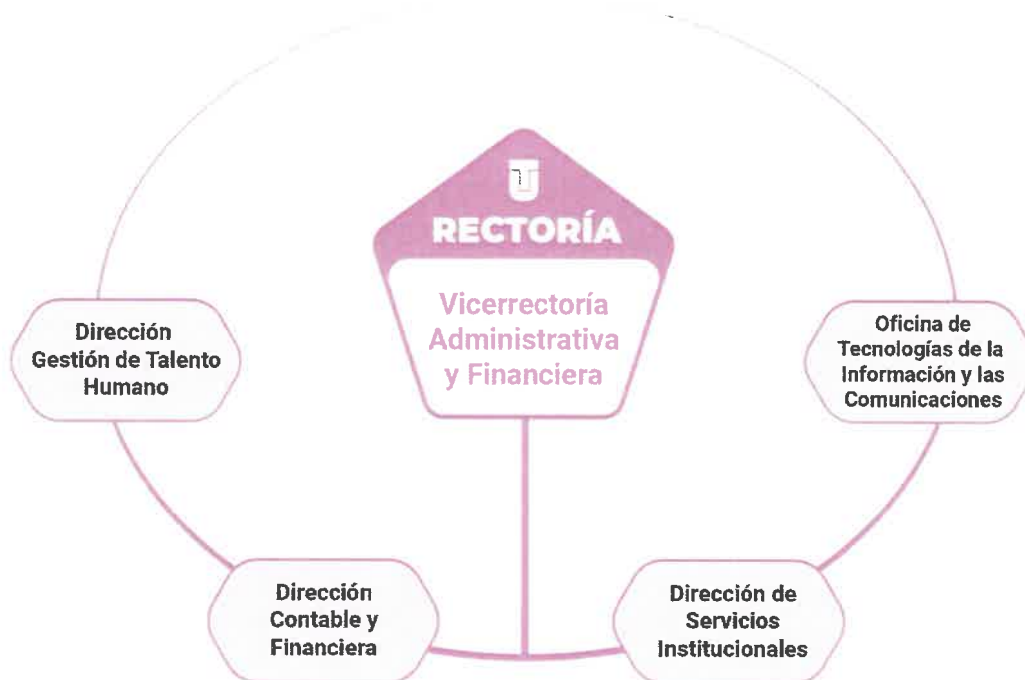 RECTORÍA
Vicerrectoría
Administrativa
y Financiera
Dirección
Gestión de Talento
Humano
Oficina de
Tecnologías de la
Información y las
Comunicaciones
Dirección
Contable y
Financiera
Dirección de
Servicios
Institucionales